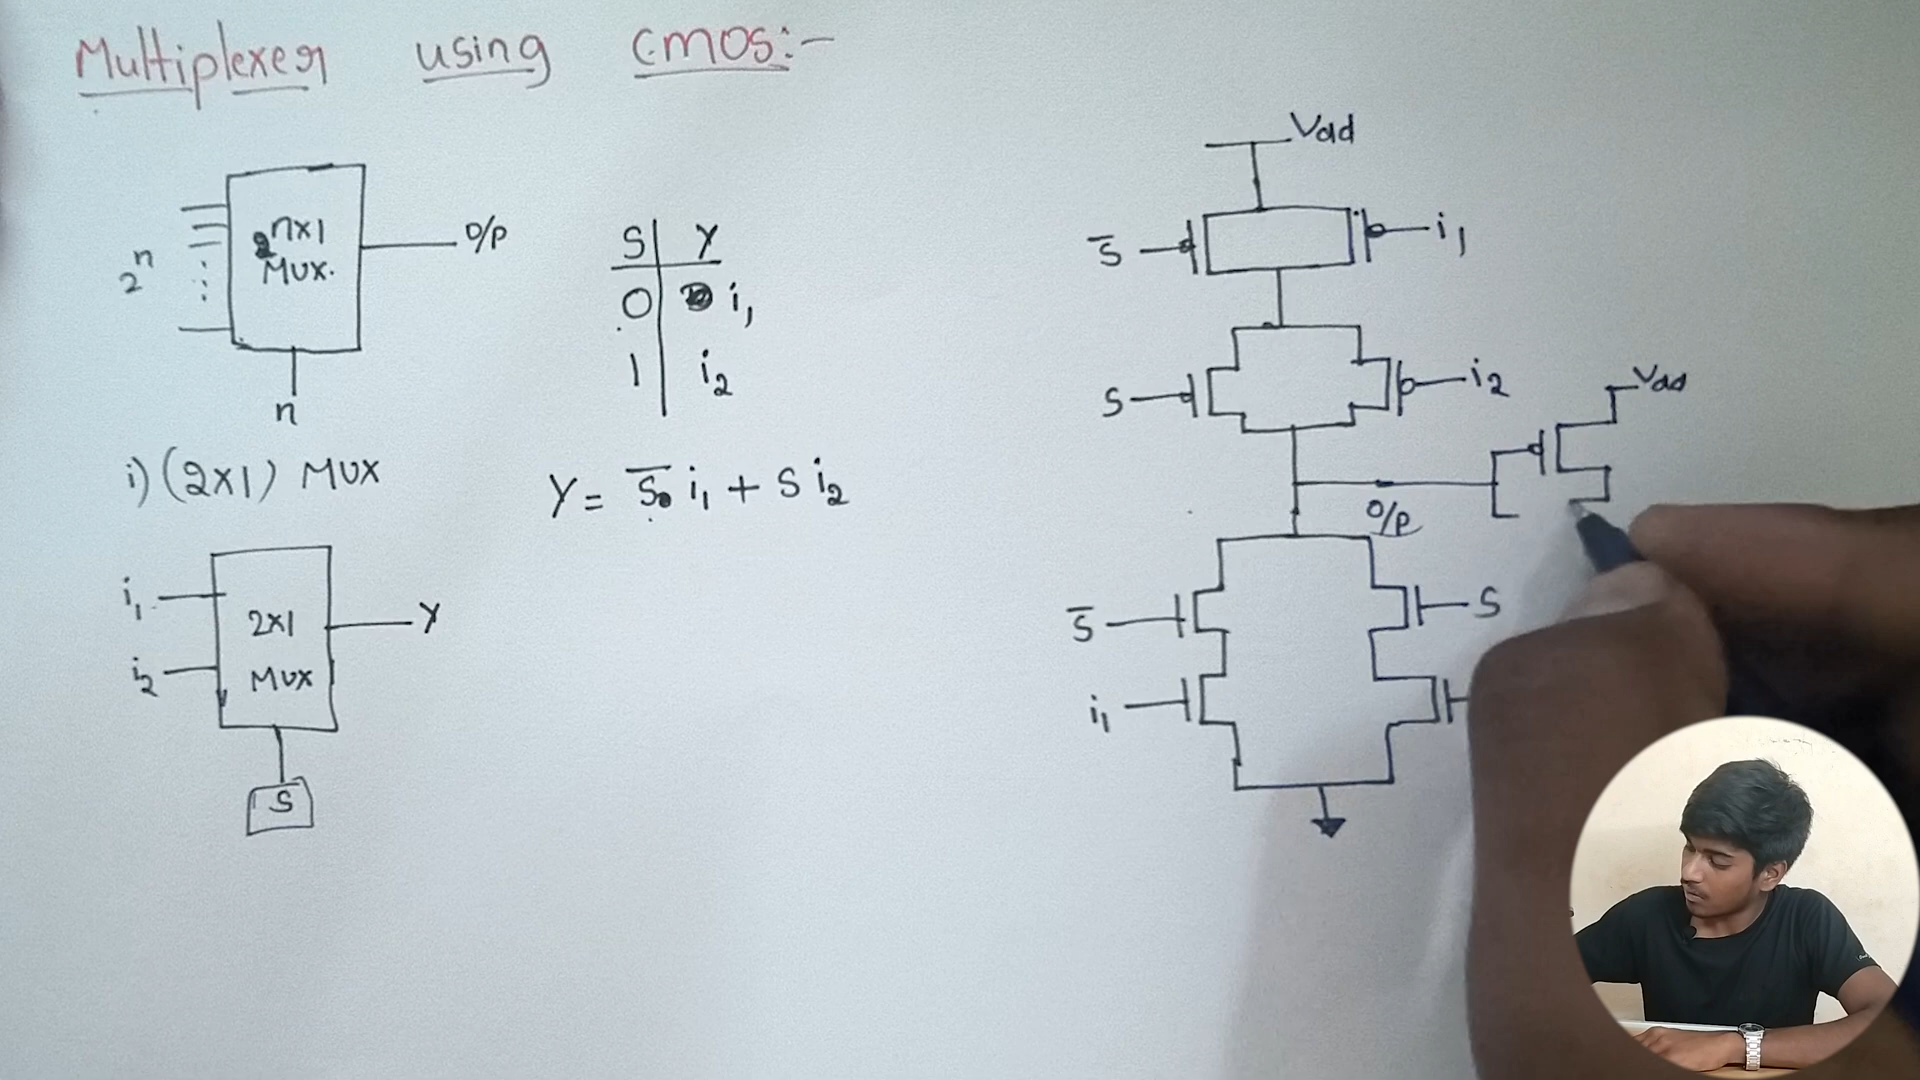 Multiplexer using CMOS:-
2ⁿ
2ⁿx1
MUX.
O/P
n
S Y
0 i₁
1 i₂
i) (2x1) MUX
Y = S̅ i₁ + S i₂
i₁
i₂
2x1
MUX
Y
S
Vdd
S̅ i₁
S i₂
Vdd
O/P
S̅ S
i₁